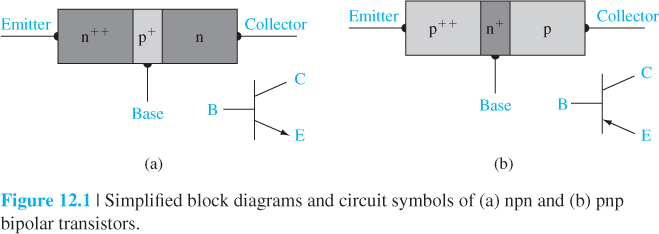 Emitter
n++
p+
n
Collector
Base
B
C
E
(a)
Emitter
p++
n+
p
Collector
Base
B
C
E
(b)
Figure 12.1 | Simplified block diagrams and circuit symbols of (a) npn and (b) pnp
bipolar transistors.